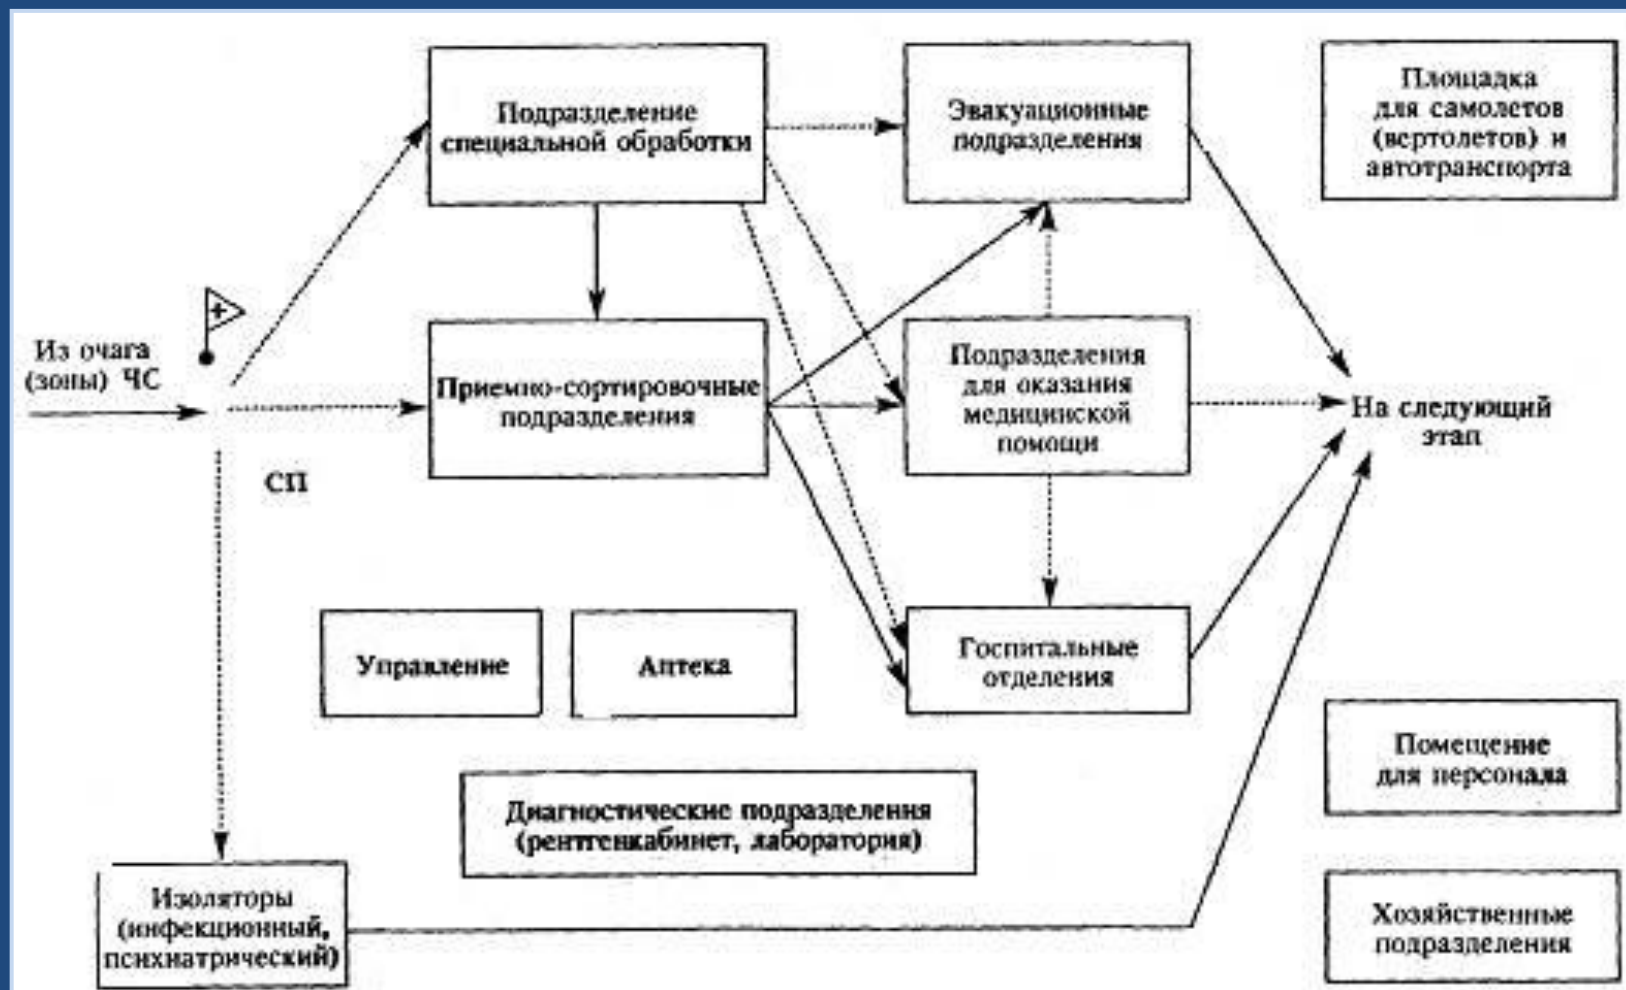 Подразделение
специальной обработки
Эвакуационные
подразделения
Площадка
для самолетов
(вертолетов) и
автотранспорта
Из очага
(зоны) ЧС
Приемно-сортировочные
подразделения
Подразделения
для оказания
медицинской
помощи
На следующий
этап
СП
Управление
Аптека
Госпитальные
отделения
Помещение
для персонала
Диагностические подразделения
(рентгенкабинет, лаборатория)
Изоляторы
(инфекционный,
психиатрический)
Хозяйственные
подразделения